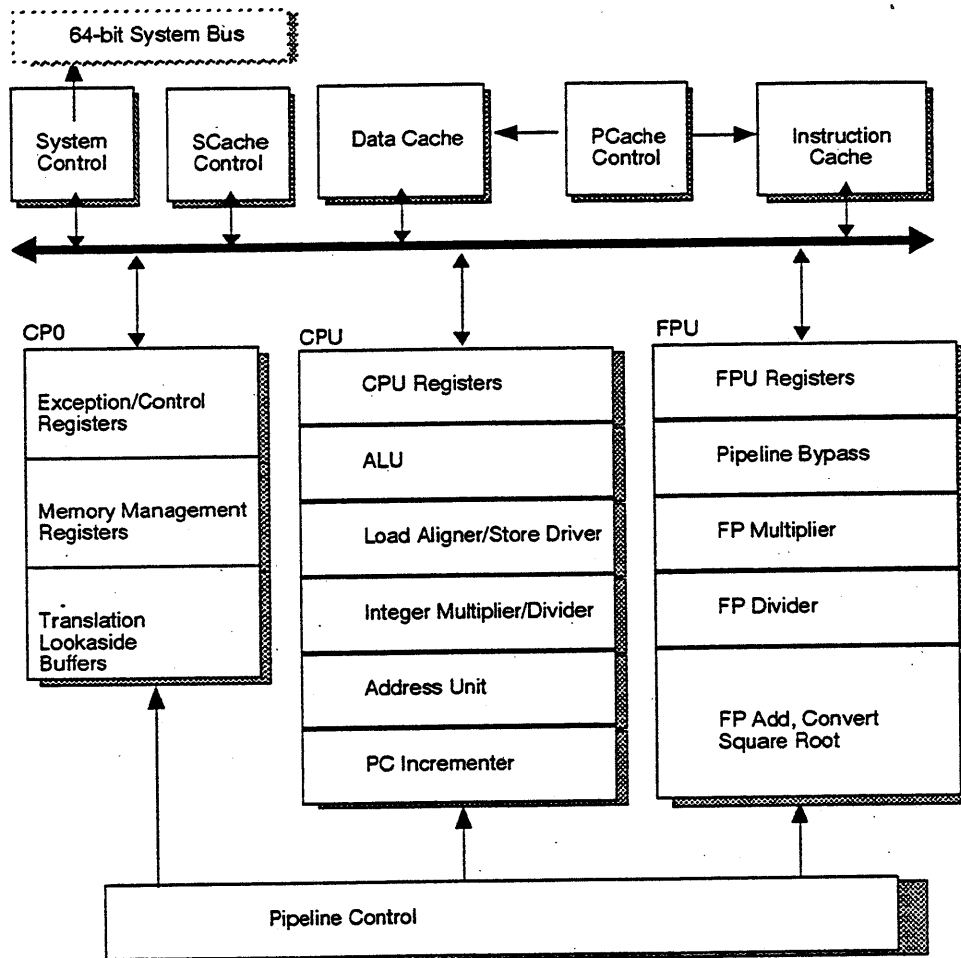 64-bit System Bus
System
Control
SCache
Control
Data Cache
PCache
Control
Instruction
Cache
CP0
Exception/Control
Registers
Memory Management
Registers
Translation
Lookaside
Buffers
CPU
CPU Registers
ALU
Load Aligner/Store Driver
Integer Multiplier/Divider
Address Unit
PC Incrementer
FPU
FPU Registers
Pipeline Bypass
FP Multiplier
FP Divider
FP Add, Convert
Square Root
Pipeline Control